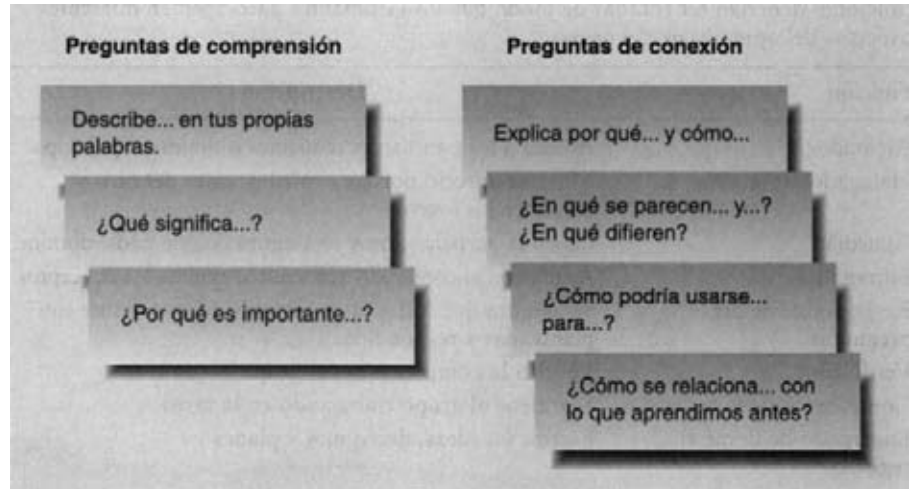 Preguntas de comprensión
Describe... en tus propias
palabras.
¿Qué significa...?
¿Por qué es importante...?
Preguntas de conexión
Explica por qué... y cómo...
¿En qué se parecen... y...?
¿En qué difieren?
¿Cómo podría usarse...
para...?
¿Cómo se relaciona... con
lo que aprendimos antes?